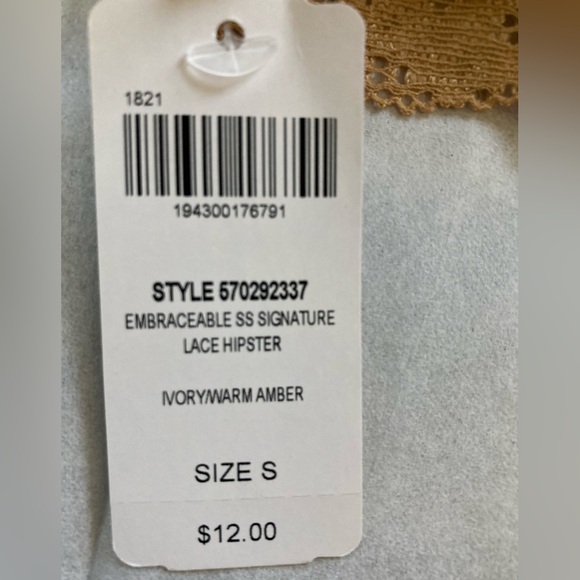 1821
194300176791
STYLE 570292337
EMBRACEABLE SS SIGNATURE
LACE HIPSTER
IVORY/WARM AMBER
SIZE S
$12.00